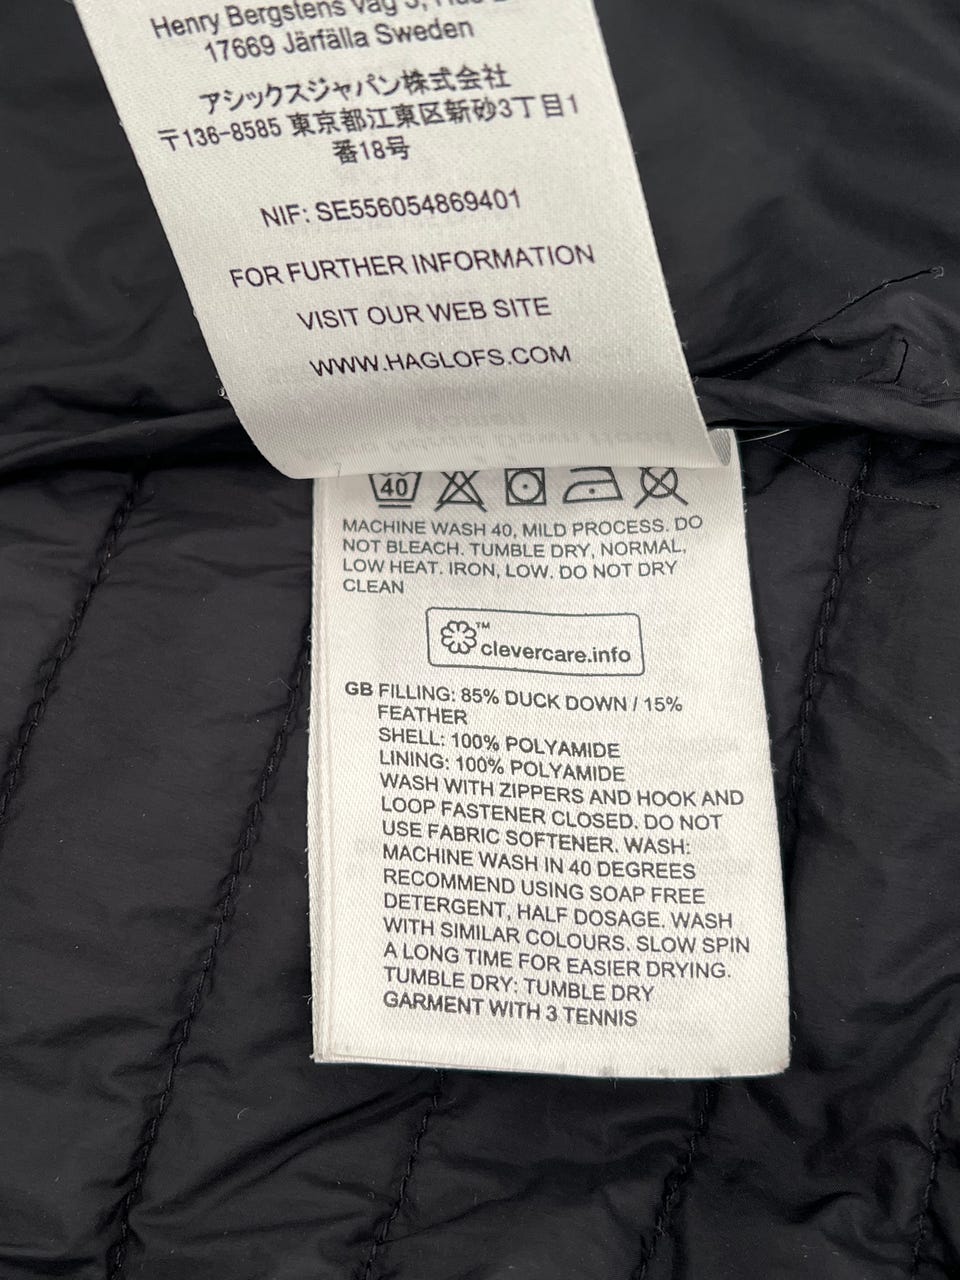 Henry Bergstens väg 5,
17669 Järfälla Sweden
アシックスジャパン株式会社
〒136-8585 東京都江東区新砂3丁目1
番18号
NIF: SE556054869401
FOR FURTHER INFORMATION
VISIT OUR WEB SITE
WWW.HAGLOFS.COM
40
MACHINE WASH 40, MILD PROCESS. DO
NOT BLEACH. TUMBLE DRY, NORMAL,
LOW HEAT. IRON, LOW. DO NOT DRY
CLEAN
TM
clevercare.info
GB FILLING: 85% DUCK DOWN / 15%
FEATHER
SHELL: 100% POLYAMIDE
LINING: 100% POLYAMIDE
WASH WITH ZIPPERS AND HOOK AND
LOOP FASTENER CLOSED. DO NOT
USE FABRIC SOFTENER. WASH:
MACHINE WASH IN 40 DEGREES
RECOMMEND USING SOAP FREE
DETERGENT, HALF DOSAGE. WASH
WITH SIMILAR COLOURS. SLOW SPIN
A LONG TIME FOR EASIER DRYING.
TUMBLE DRY: TUMBLE DRY
GARMENT WITH 3 TENNIS